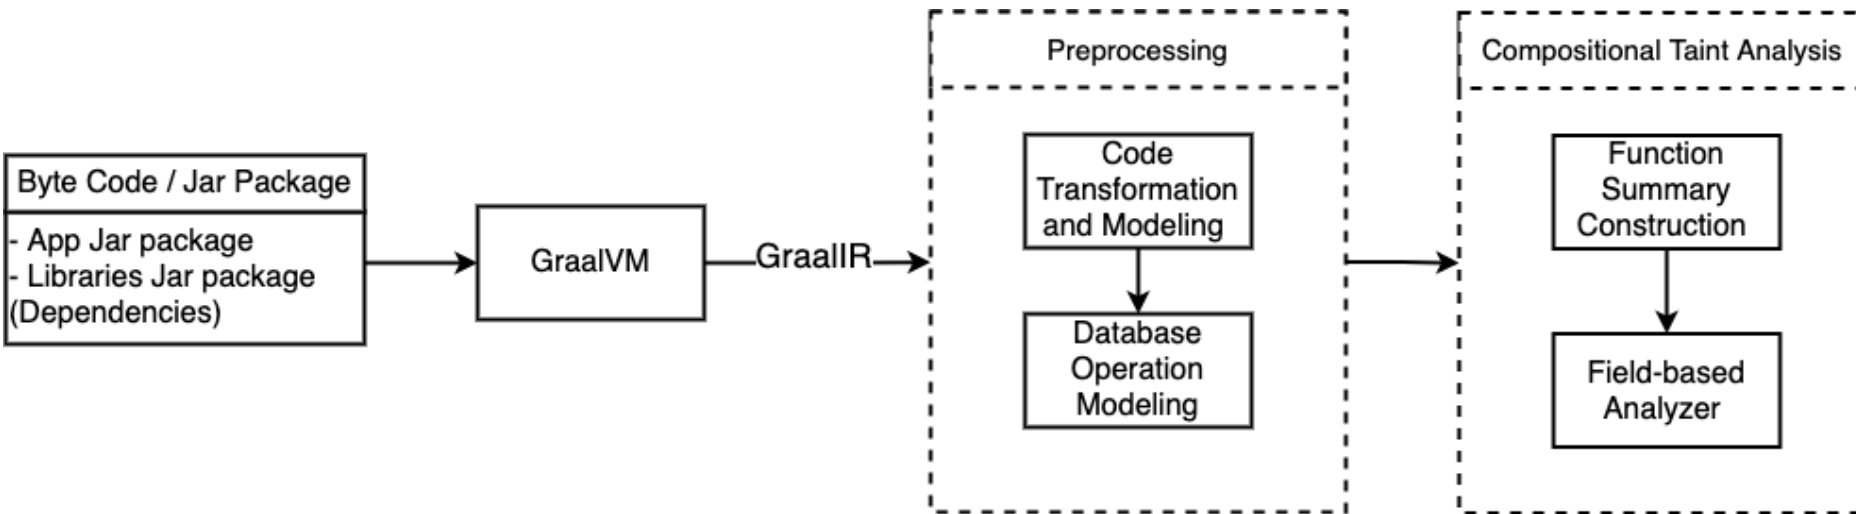 Byte Code / Jar Package
- App Jar package
- Libraries Jar package
(Dependencies)
GraalVM
GraalIR
Preprocessing
Code
Transformation
and Modeling
Database
Operation
Modeling
Compositional Taint Analysis
Function
Summary
Construction
Field-based
Analyzer